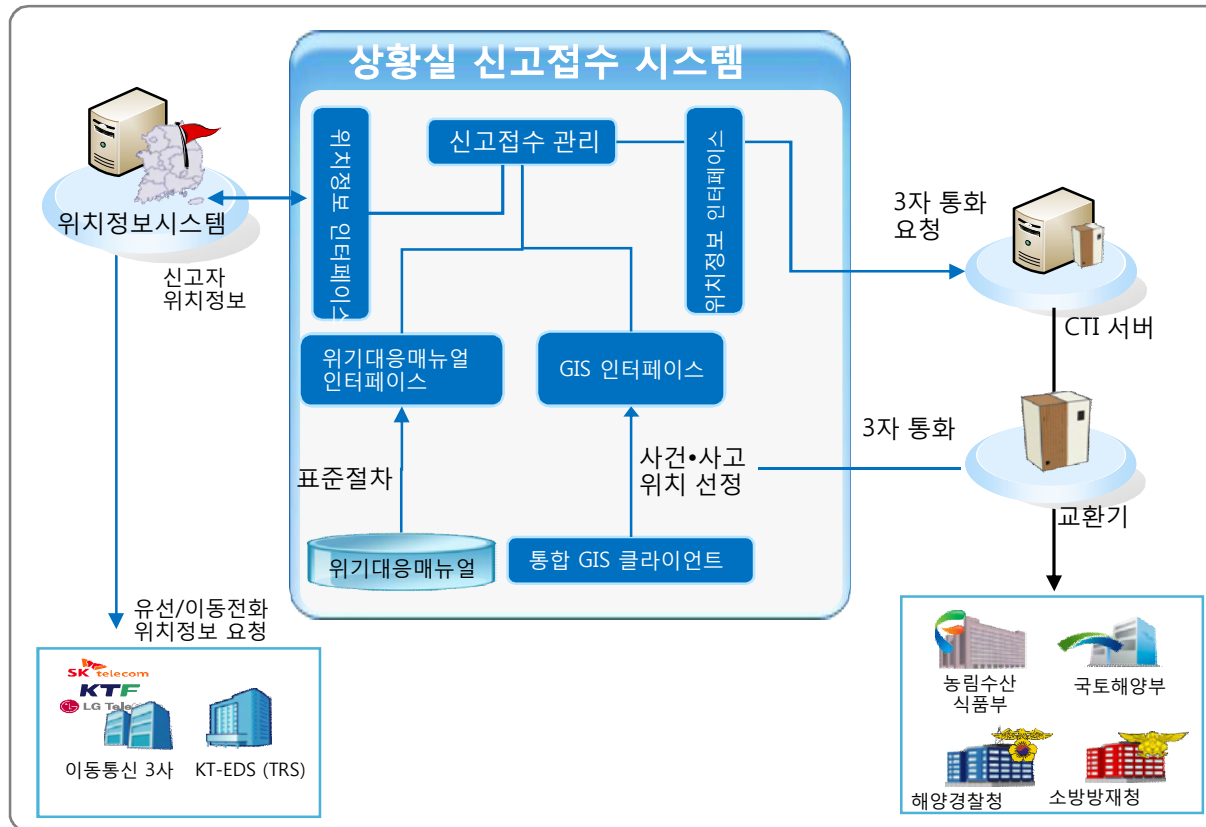 상황실 신고접수 시스템
위치정보 인터페이스
신고접수 관리
위치정보 인터페이스
위치정보시스템
신고자
위치정보
3자 통화
요청
CTI 서버
위기대응매뉴얼
인터페이스
GIS 인터페이스
3자 통화
표준절차
사건•사고
위치 선정
교환기
위기대응매뉴얼
통합 GIS 클라이언트
유선/이동전화
위치정보 요청
SK telecom
KTF
LG Tele
이동통신 3사
KT-EDS (TRS)
농림수산
식품부
국토해양부
해양경찰청
소방방재청